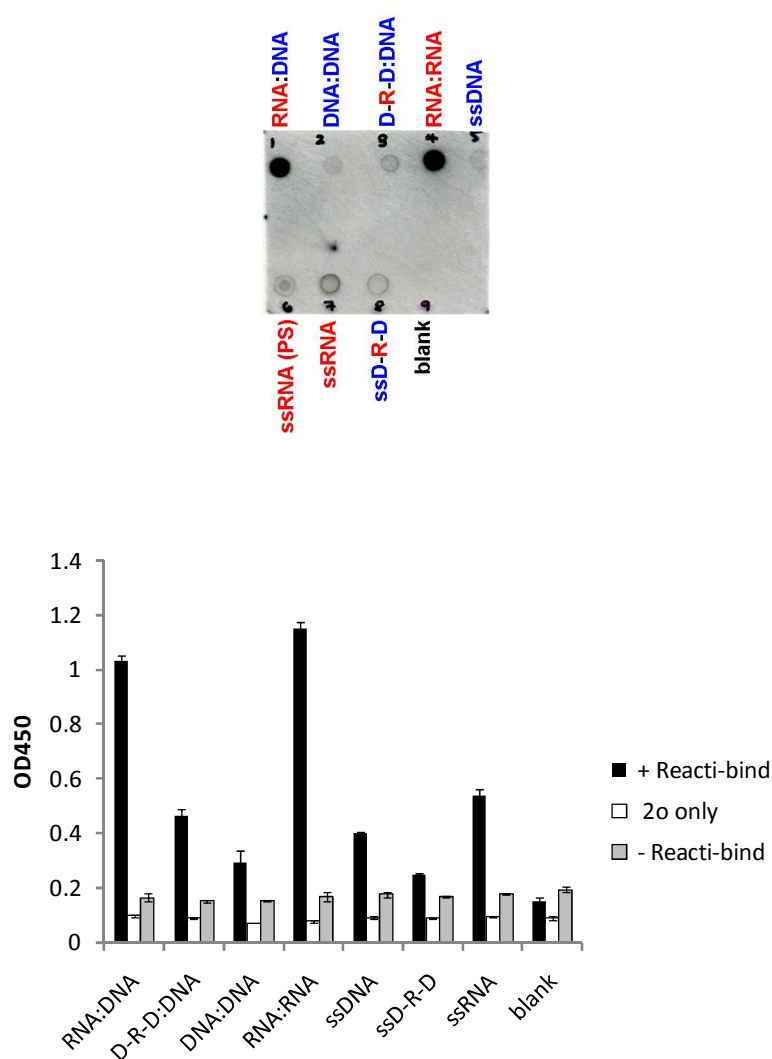 RNA:DNA
DNA:DNA
D-R-D:DNA
RNA:RNA
ssDNA
1
2
3
4
5
6
7
8
9
ssRNA (PS)
ssRNA
ssD-R-D
blank
1.4
1.2
1
0.8
0.6
0.4
0.2
0
OD450
+ Reacti-bind
2o only
- Reacti-bind
RNA:DNA
D-R-D:DNA
DNA:DNA
RNA:RNA
ssDNA
ssD-R-D
ssRNA
blank